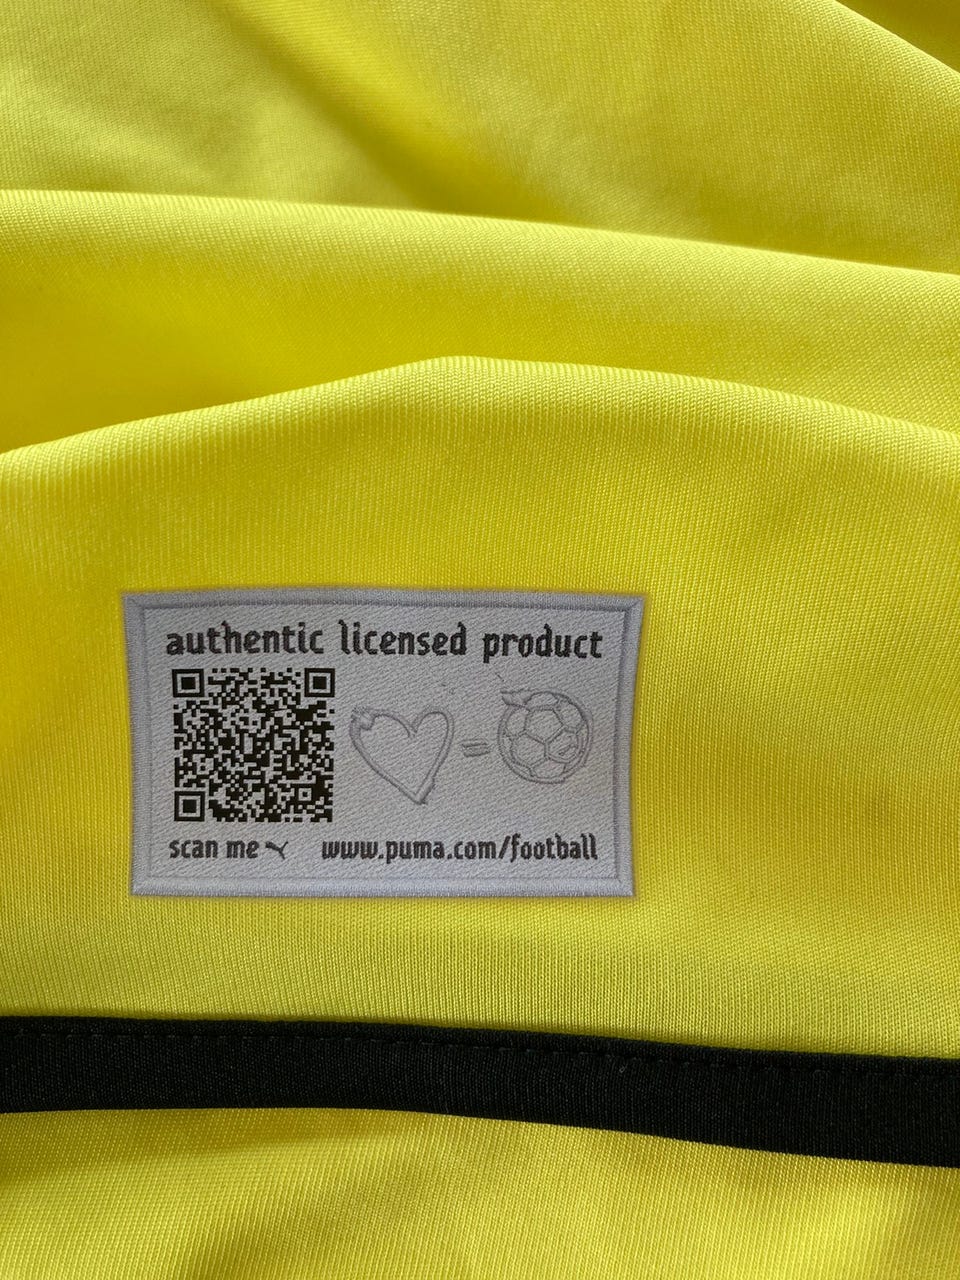 authentic licensed product
=
scan me
www.puma.com/football